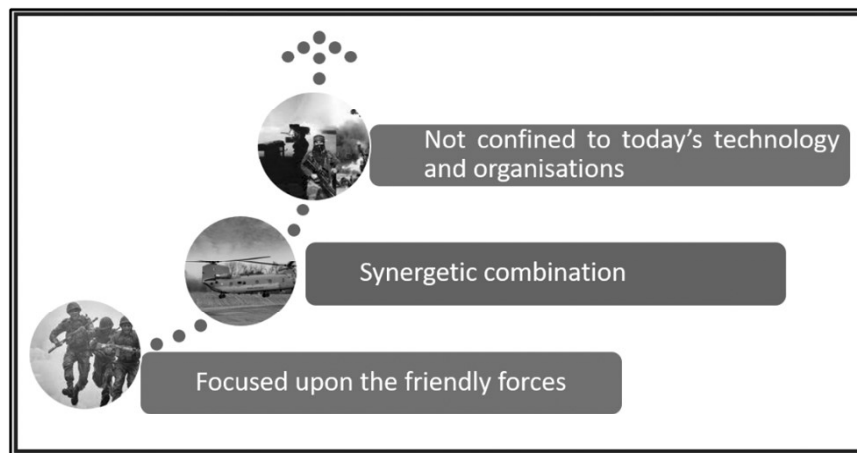 Not confined to today's technology
and organisations
Synergetic combination
Focused upon the friendly forces